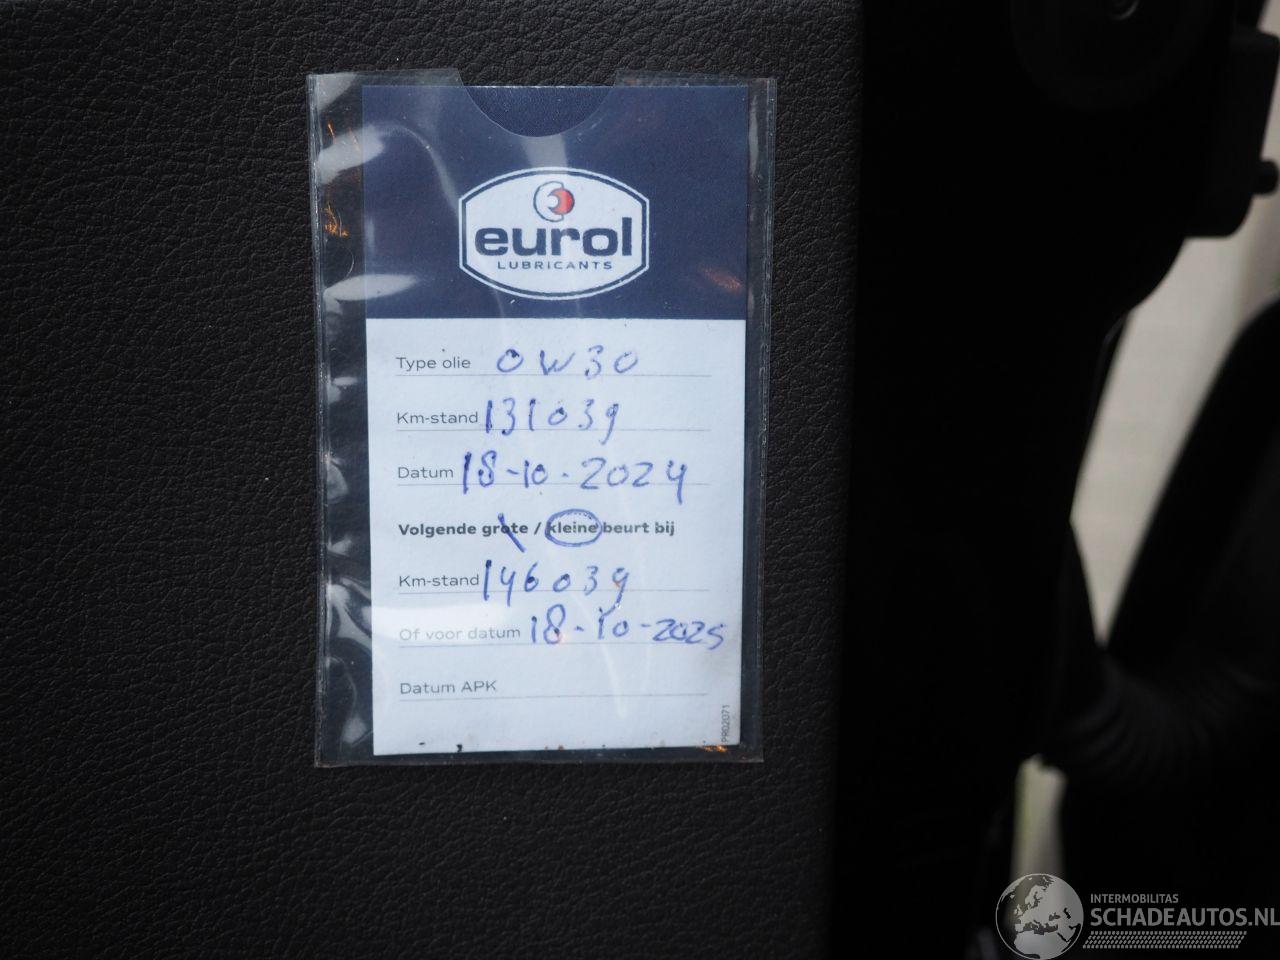 eurol
LUBRICANTS
Type olie 0W30
Km-stand 131039
Datum 18-10-2024
Volgende grote / kleine beurt bij
Km-stand 146039
Of voor datum 18-10-2025
Datum APK
PR02071
INTERMOBILITAS
SCHADEAUTOS.NL